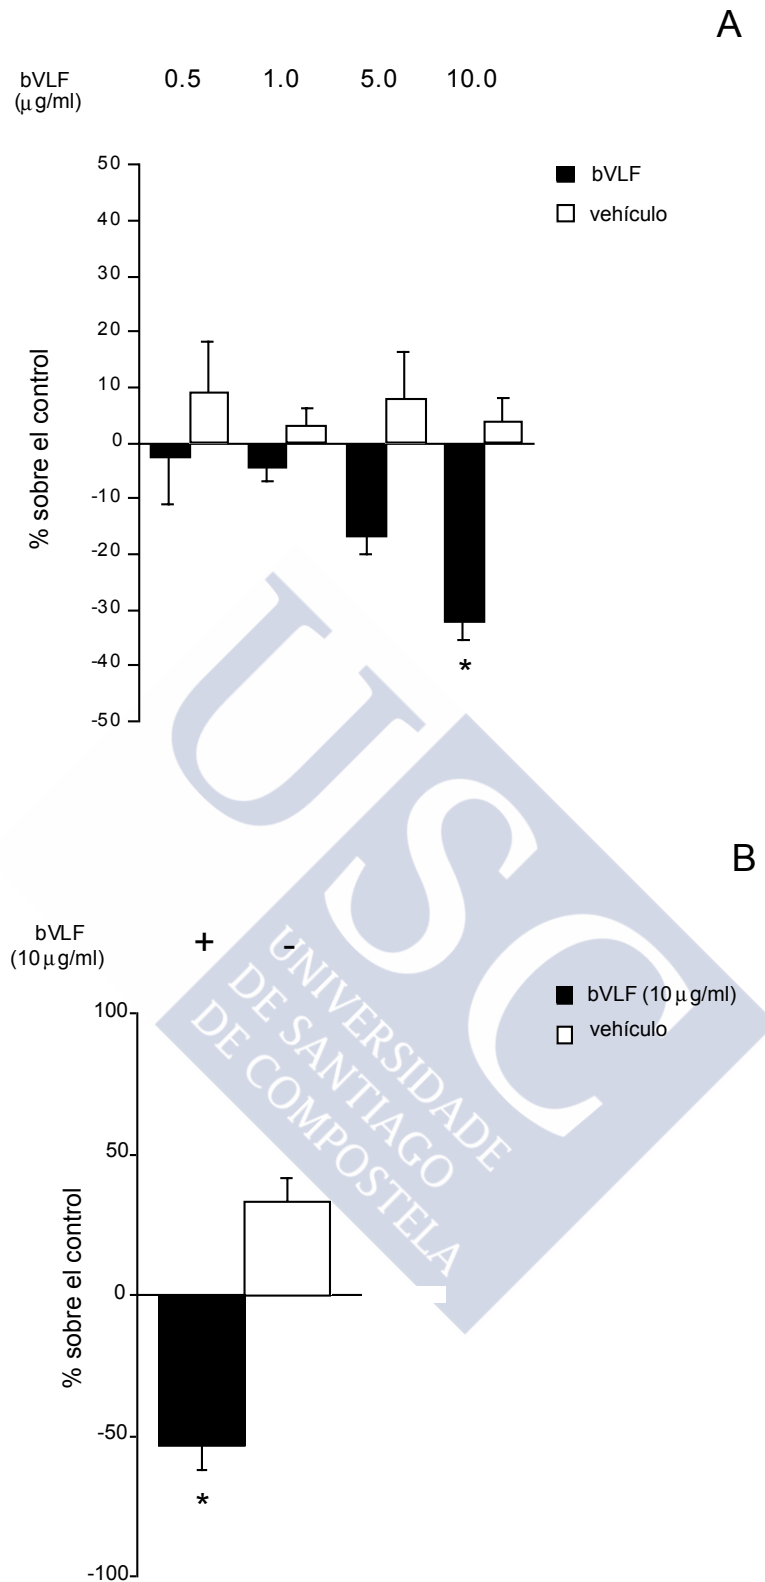 A
bVLF 0.5 1.0 5.0 10.0
(μg/ml)
50
bVLF
40
vehículo
30
20
10
0
-10
-20
-30
-40
*
-50
% sobre el control
USC
UNIVERSIDADE
DE SANTIAGO
DE COMPOSTELA
B
bVLF + -
(10μg/ml)
bVLF (10μg/ml)
vehículo
100
50
0
-50
*
-100
% sobre el control